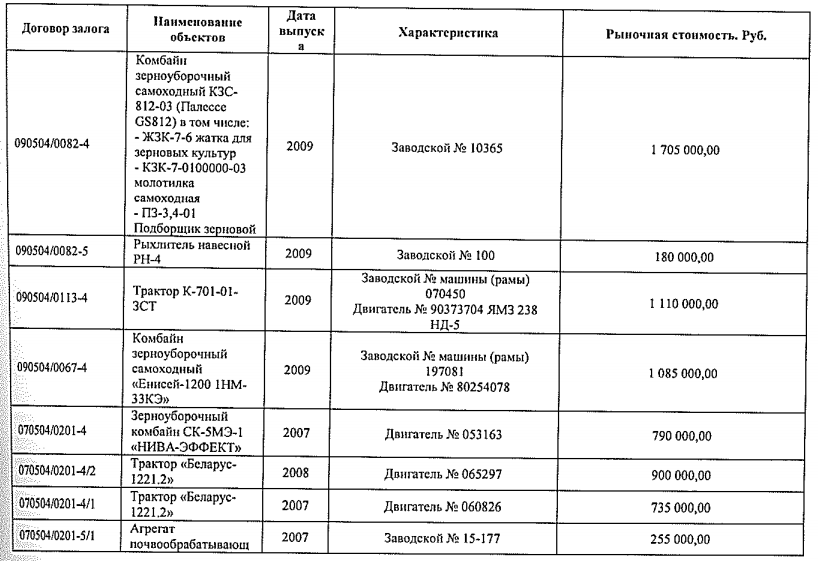 Договор залога
Наименование
объектов
Дата
выпуск
а
Характеристика
Рыночная стоимость. Руб.
090504/0082-4
Комбайн
зерноуборочный
самоходный КЗС-
812-03 (Палессе
GS812) в том числе:
- ЖЗК-7-6 жатка для
зерновых культур
- КЗК-7-0100000-03
молотилка
самоходная
- ПЗ-3,4-01
Подборщик зерновой
2009
Заводской № 10365
1 705 000,00
090504/0082-5
Рыхлитель навесной
РН-4
2009
Заводской № 100
180 000,00
090504/0113-4
Трактор К-701-01-
ЗСТ
2009
Заводской № машины (рамы)
070450
Двигатель № 90373704 ЯМЗ 238
НД-5
1 110 000,00
090504/0067-4
Комбайн
зерноуборочный
самоходный
«Енисей-1200 1НМ-
33КЭ»
2009
Заводской № машины (рамы)
197081
Двигатель № 80254078
1 085 000,00
070504/0201-4
Зерноуборочный
комбайн СК-5МЭ-1
«НИВА-ЭФФЕКТ»
2007
Двигатель № 053163
790 000,00
070504/0201-4/2
Трактор «Беларус-
1221.2»
2008
Двигатель № 065297
900 000,00
070504/0201-4/1
Трактор «Беларус-
1221.2»
2007
Двигатель № 060826
735 000,00
070504/0201-5/1
Агрегат
почвообрабатывающ
2007
Заводской № 15-177
255 000,00